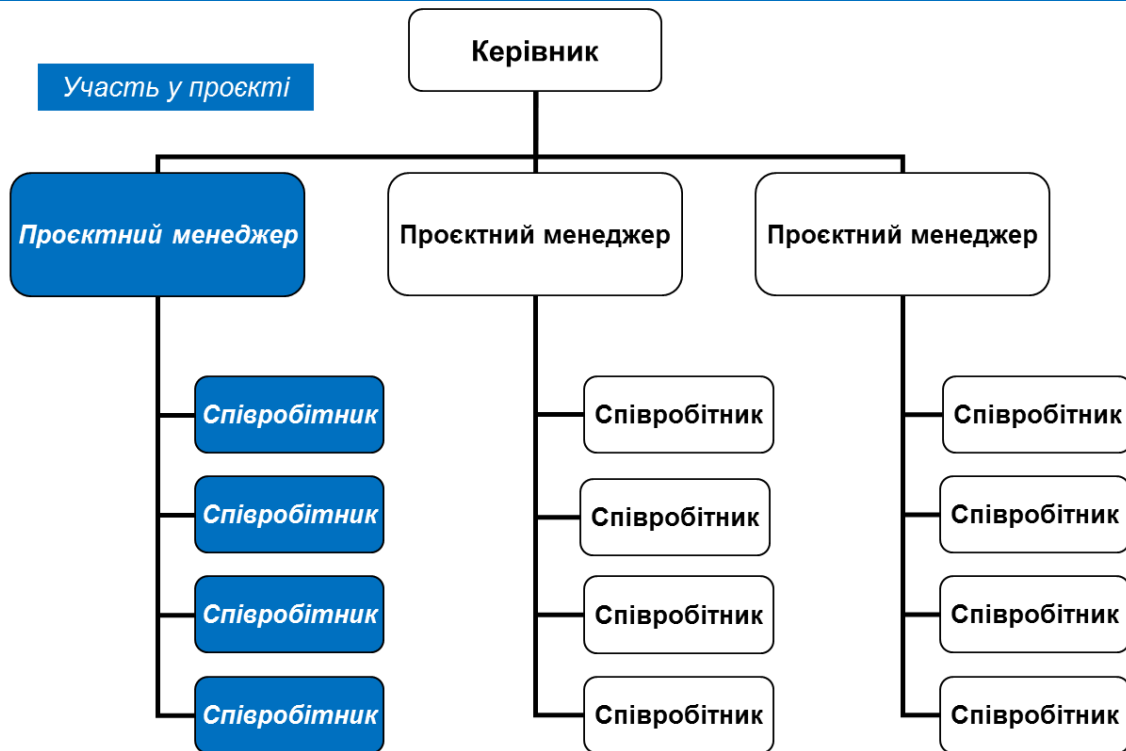 Керівник
Участь у проєкті
Проєктний менеджер
Проєктний менеджер
Проєктний менеджер
Співробітник
Співробітник
Співробітник
Співробітник
Співробітник
Співробітник
Співробітник
Співробітник
Співробітник
Співробітник
Співробітник
Співробітник